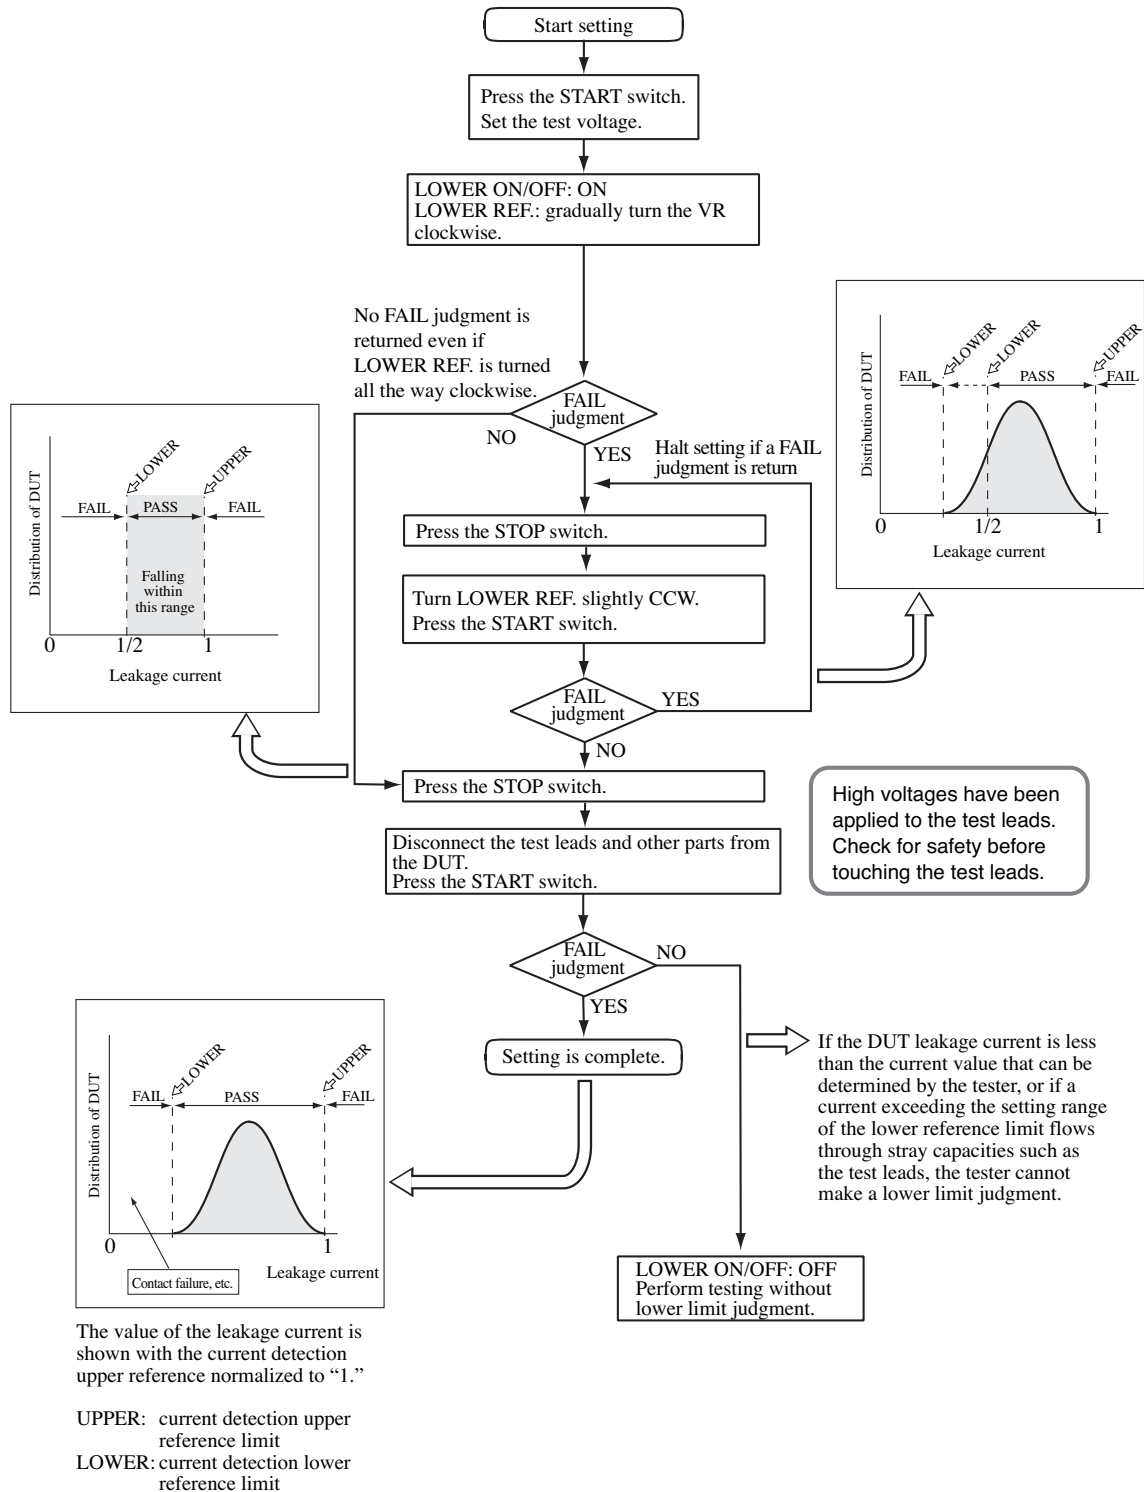 Start setting
Press the START switch.
Set the test voltage.
LOWER ON/OFF: ON
LOWER REF.: gradually turn the VR
clockwise.
No FAIL judgment is
returned even if
LOWER REF. is turned
all the way clockwise.
FAIL
judgment
NO
YES
Halt setting if a FAIL
judgment is return
Distribution of DUT
LOWER
LOWER
UPPER
FAIL
PASS
FAIL
0
1/2
1
Leakage current
Distribution of DUT
LOWER
UPPER
FAIL
PASS
FAIL
Falling
within
this range
0
1/2
1
Leakage current
Press the STOP switch.
Turn LOWER REF. slightly CCW.
Press the START switch.
FAIL
judgment
YES
NO
Press the STOP switch.
High voltages have been
applied to the test leads.
Check for safety before
touching the test leads.
Disconnect the test leads and other parts from
the DUT.
Press the START switch.
FAIL
judgment
NO
YES
Setting is complete.
If the DUT leakage current is less
than the current value that can be
determined by the tester, or if a
current exceeding the setting range
of the lower reference limit flows
through stray capacities such as
the test leads, the tester cannot
make a lower limit judgment.
Distribution of DUT
LOWER
UPPER
FAIL
PASS
FAIL
0
1
Contact failure, etc.
Leakage current
LOWER ON/OFF: OFF
Perform testing without
lower limit judgment.
The value of the leakage current is
shown with the current detection
upper reference normalized to “1.”
UPPER: current detection upper
reference limit
LOWER: current detection lower
reference limit